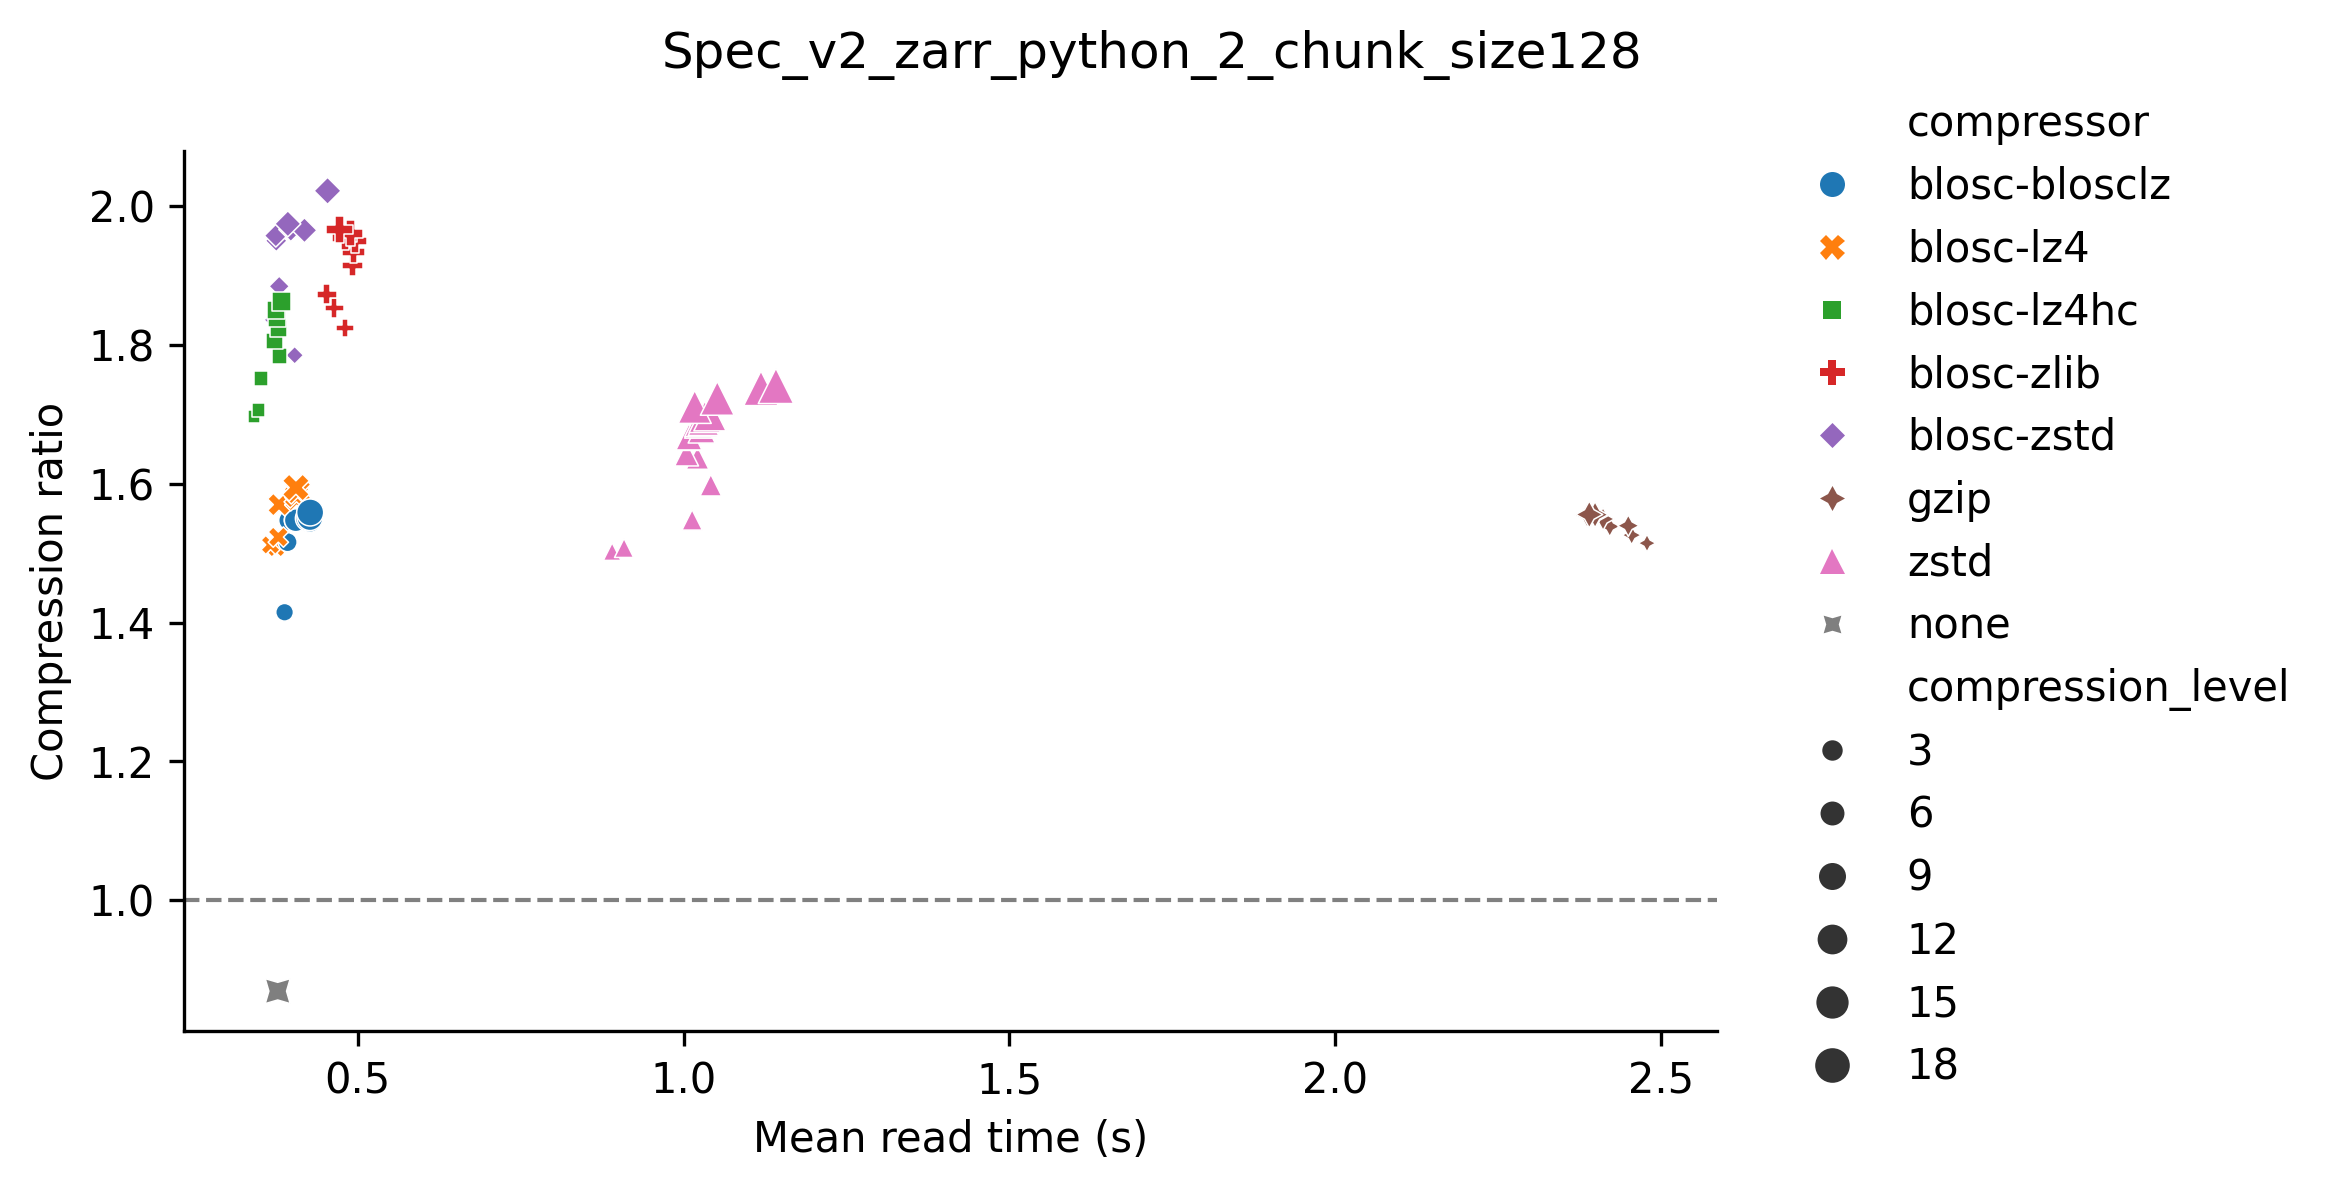 Spec_v2_zarr_python_2_chunk_size128
Compression ratio
2.0
1.8
1.6
1.4
1.2
1.0
0.5
1.0
1.5
2.0
2.5
Mean read time (s)
compressor
blosc-blosclz
blosc-lz4
blosc-lz4hc
blosc-zlib
blosc-zstd
gzip
zstd
none
compression_level
3
6
9
12
15
18